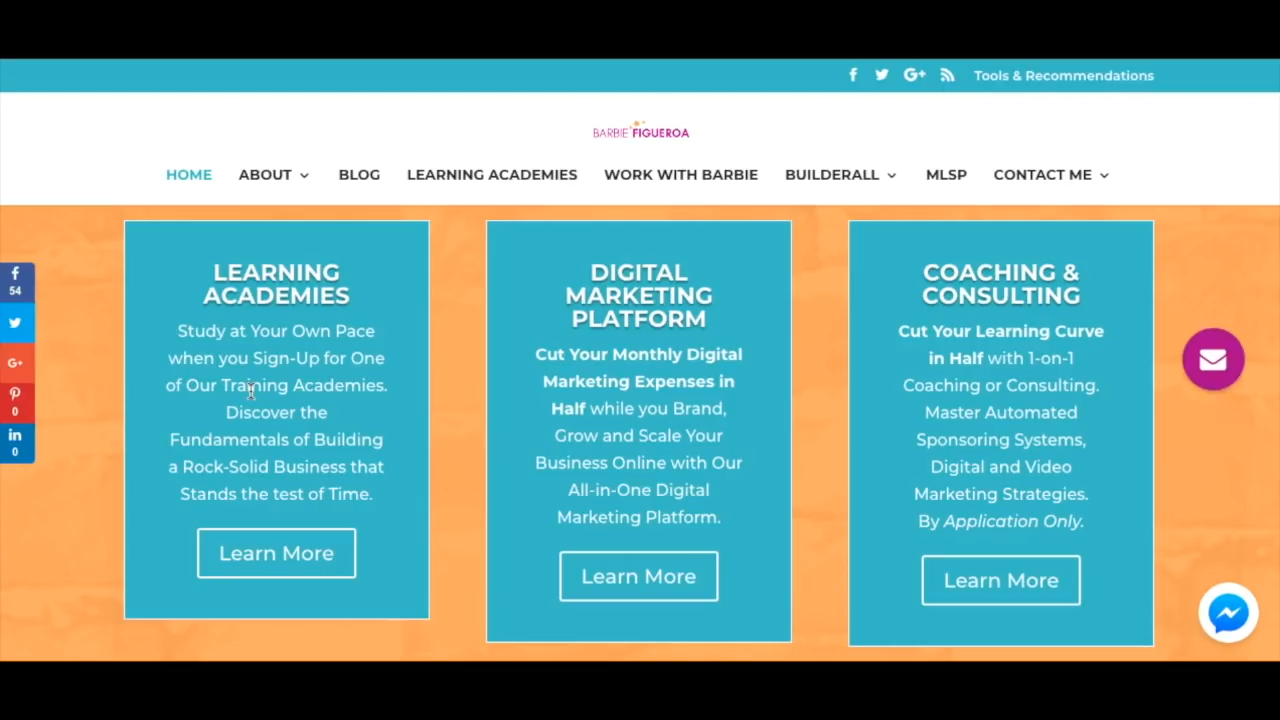 Tools & Recommendations
BARBIE FIGUEROA
HOME ABOUT BLOG LEARNING ACADEMIES WORK WITH BARBIE BUILDERALL MLSP CONTACT ME
54
0
0
LEARNING
ACADEMIES
Study at Your Own Pace
when you Sign-Up for One
of Our Training Academies.
Discover the
Fundamentals of Building
a Rock-Solid Business that
Stands the test of Time.
Learn More
DIGITAL
MARKETING
PLATFORM
Cut Your Monthly Digital
Marketing Expenses in
Half while you Brand,
Grow and Scale Your
Business Online with Our
All-in-One Digital
Marketing Platform.
Learn More
COACHING &
CONSULTING
Cut Your Learning Curve
in Half with 1-on-1
Coaching or Consulting.
Master Automated
Sponsoring Systems,
Digital and Video
Marketing Strategies.
By Application Only.
Learn More